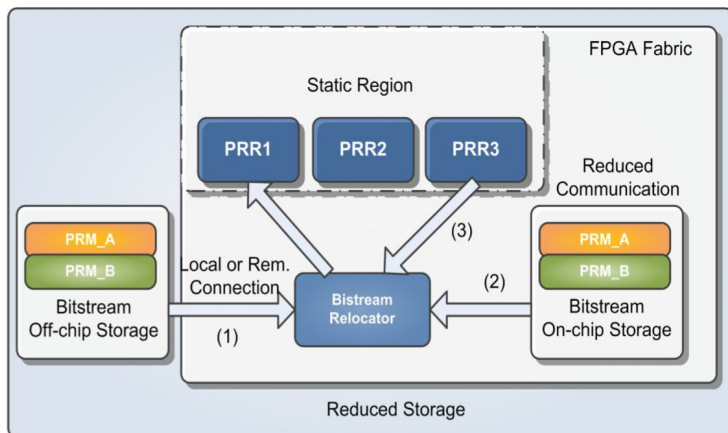 FPGA Fabric
Static Region
PRR1
PRR2
PRR3
Reduced
Communication
PRM_A
PRM_B
Bitstream
Off-chip Storage
Local or Rem.
Connection
(1)
Bistream
Relocator
(3)
(2)
PRM_A
PRM_B
Bitstream
On-chip Storage
Reduced Storage